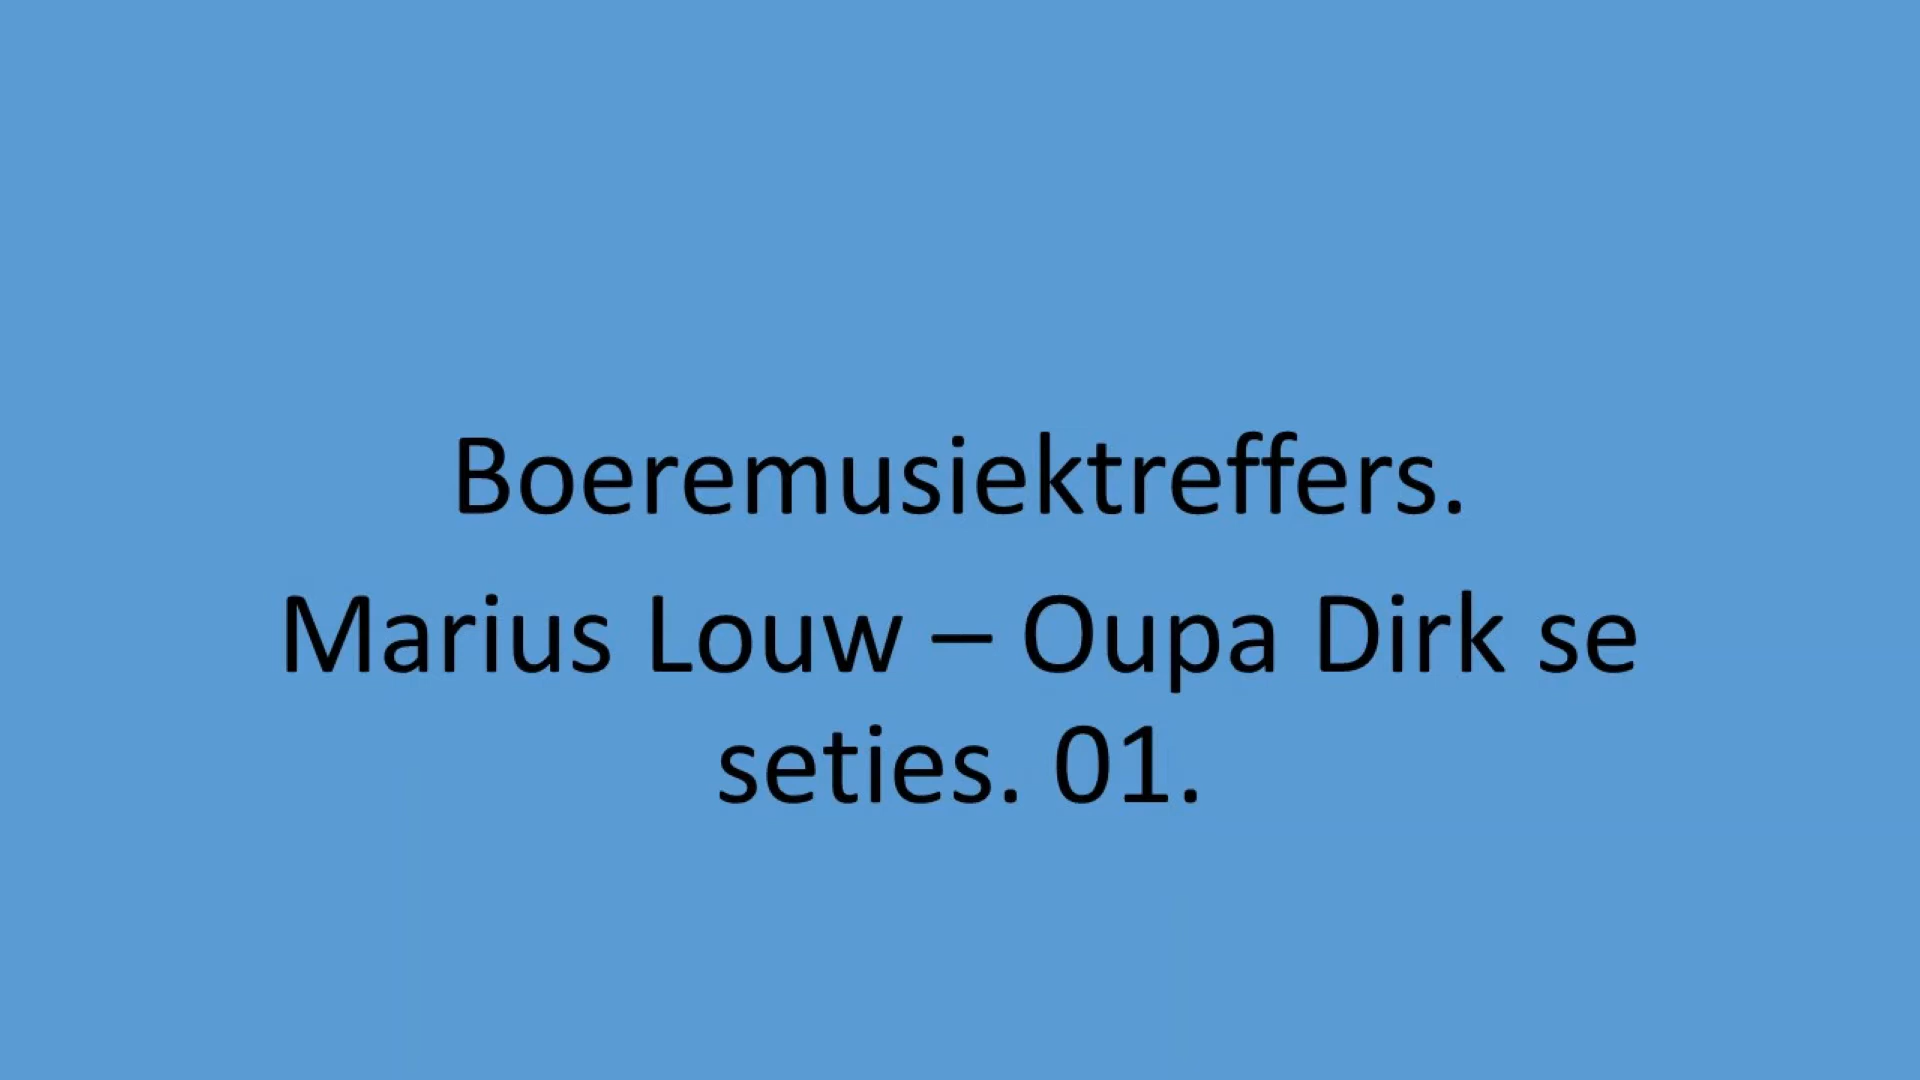 Boeremusiektreffers.
Marius Louw – Oupa Dirk se
seties. 01.